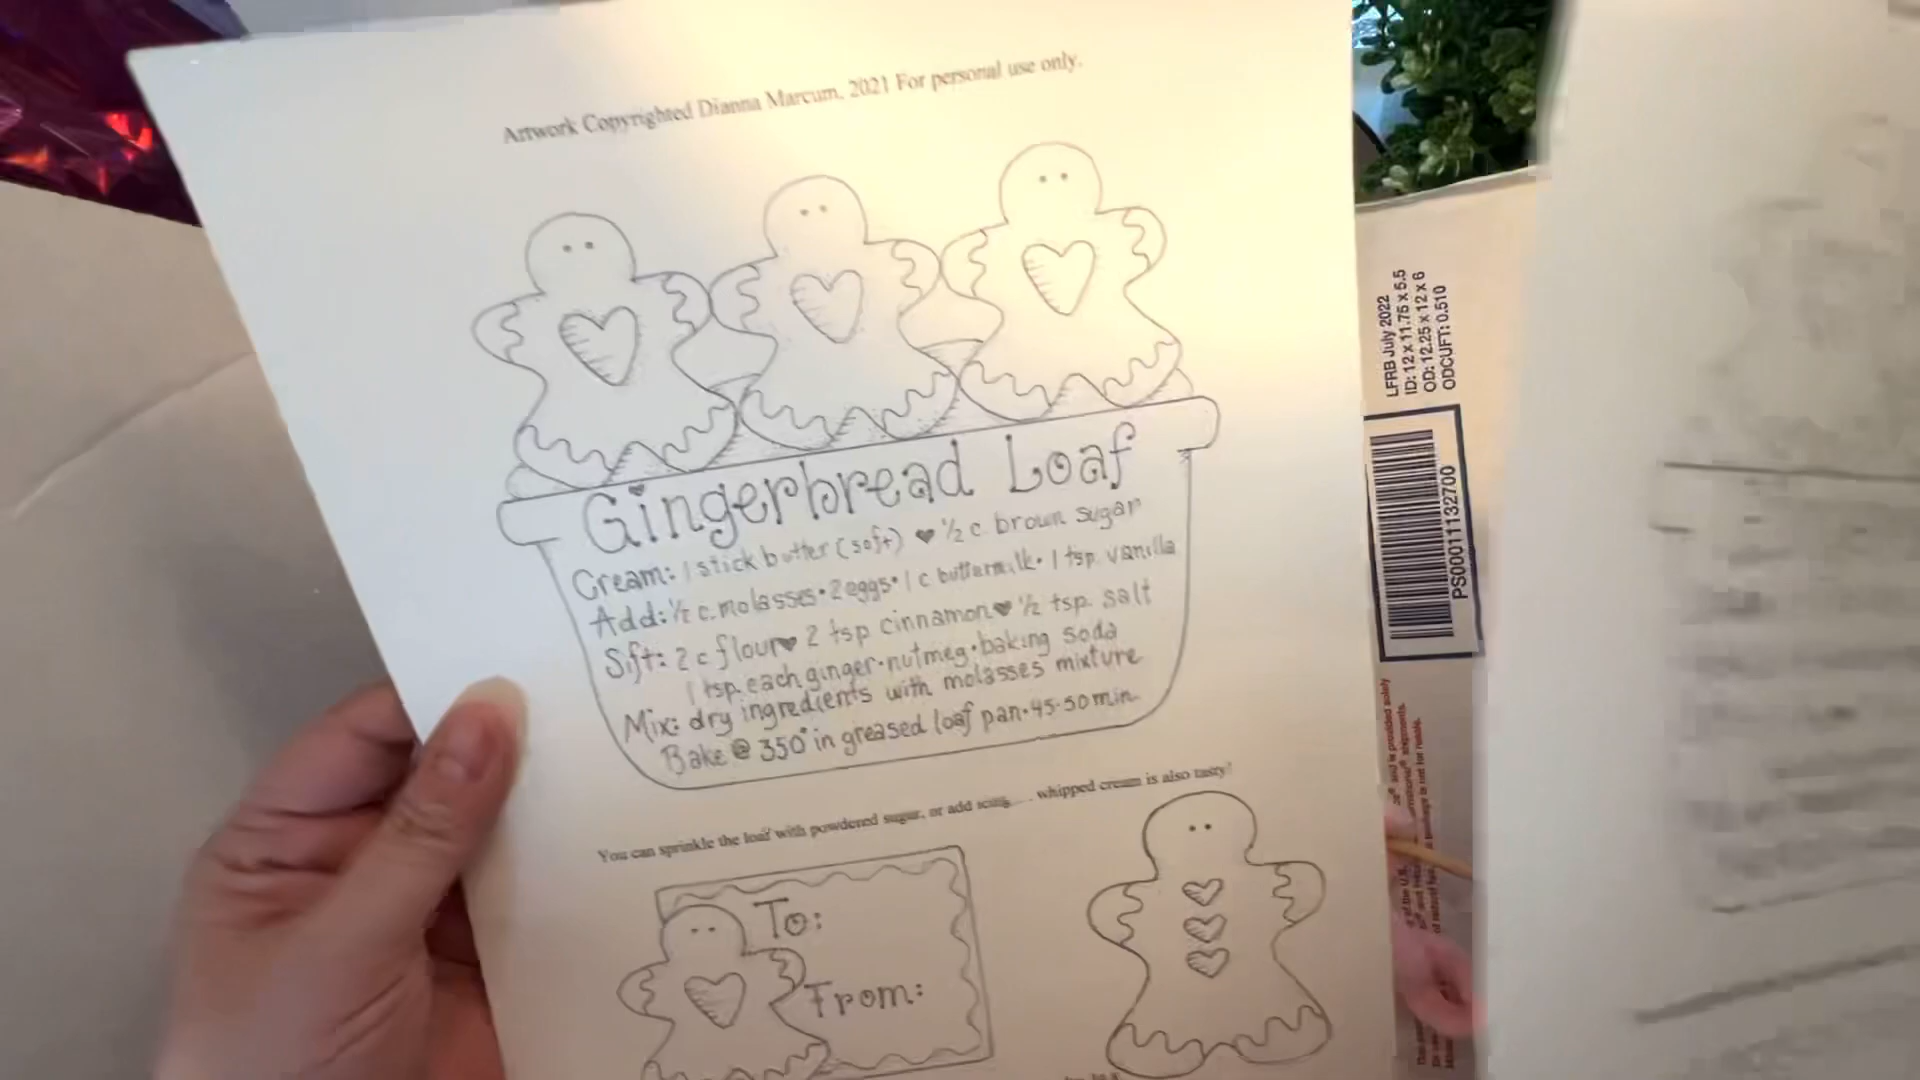 Artwork Copyrighted Dianna Marcum, 2021 For personal use only.
Gingerbread Loaf
Cream: 1 stick butter (soft) ♥ ½ c. brown sugar
Add: ½ c. molasses • 2 eggs • 1 c buttermilk • 1 tsp. vanilla
Sift: 2 c flour ♥ 2 tsp cinnamon ♥ ½ tsp. salt
1 tsp. each ginger • nutmeg • baking soda
Mix: dry ingredients with molasses mixture
Bake @ 350° in greased loaf pan • 45-50 min.
You can sprinkle the loaf with powdered sugar, or add icing.... whipped cream is also tasty!
To:
From:
LFRB July 2022
ID: 12 x 11.75 x 5.5
OD: 12.25 x 12 x 6
ODCUFT: 0.510
PS00011132700